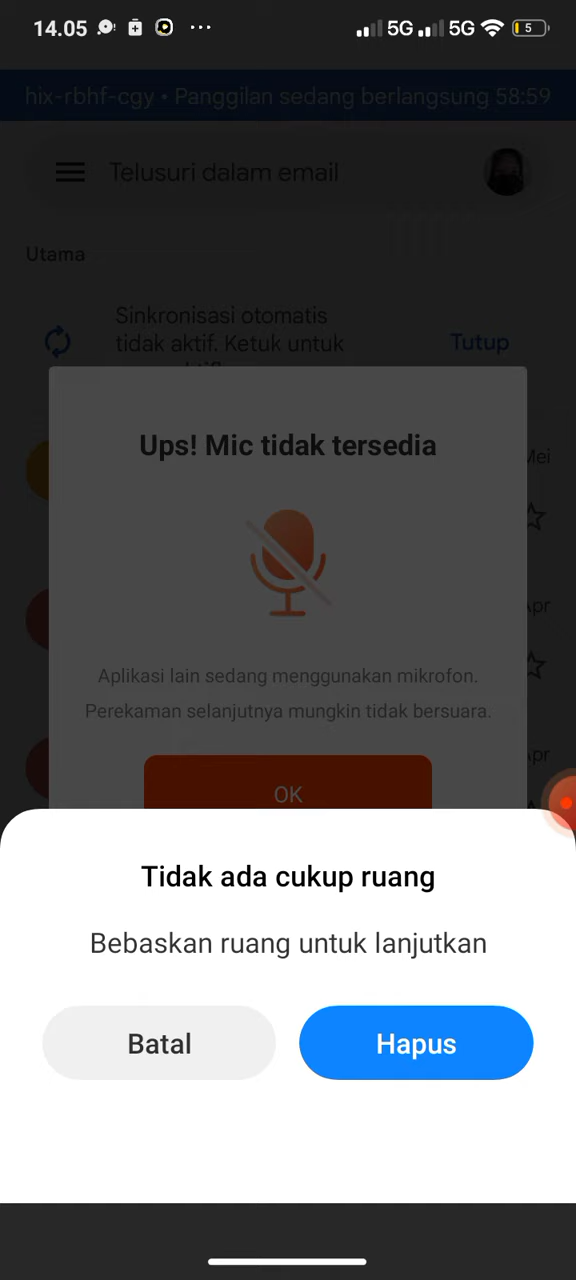 14.05 ... 5G 5G 5
hix-rbhf-cgy • Panggilan sedang berlangsung 58:59
Telusuri dalam email
Utama
Sinkronisasi otomatis
tidak aktif. Ketuk untuk
Tutup
Ups! Mic tidak tersedia
Mei
Apr
Aplikasi lain sedang menggunakan mikrofon.
Perekaman selanjutnya mungkin tidak bersuara.
Apr
OK
Tidak ada cukup ruang
Bebaskan ruang untuk lanjutkan
Batal
Hapus